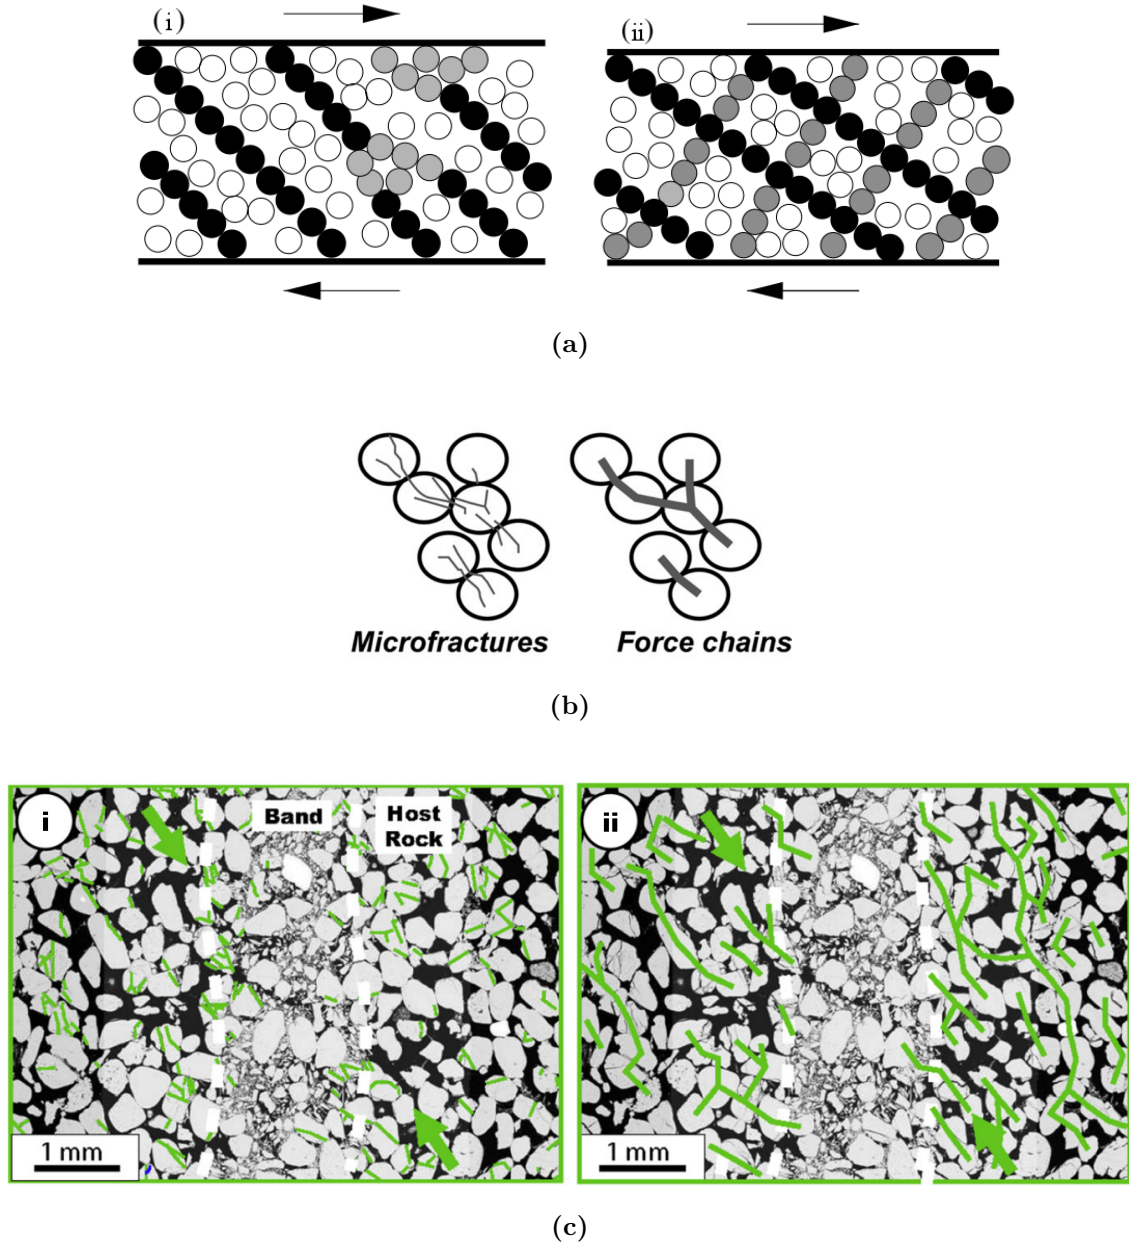 (i)
(ii)
(a)
Microfractures
Force chains
(b)
i
Band
Host
Rock
1 mm
ii
1 mm
(c)